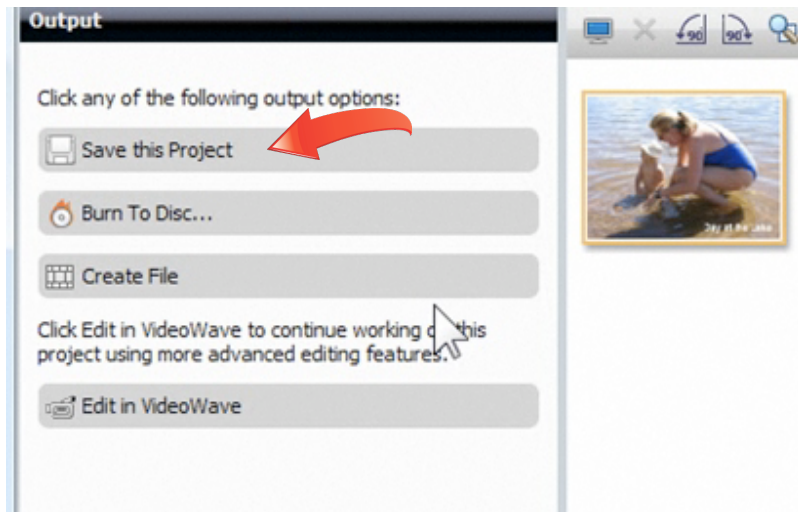 Output
Click any of the following output options:
Save this Project
Burn To Disc...
Create File
Click Edit in VideoWave to continue working on this
project using more advanced editing features.
Edit in VideoWave
90
90
Day at the Lake